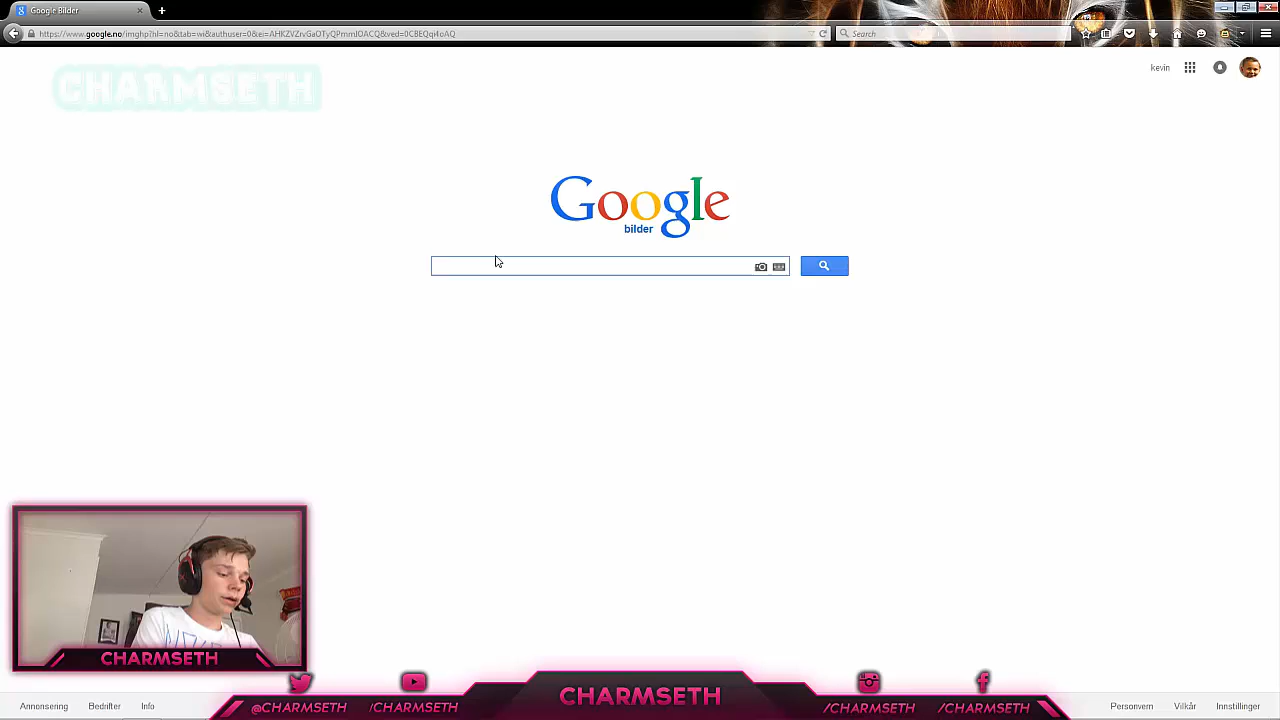 Google Bilder
https://www.google.no/imghp?hl=no&tab=wi&authuser=0&ei=AHKZVZrvGaDTyQPmmJOACQ&ved=0CBEQqi4oAQ
Search
CHARMSETH
kevin
Google
bilder
CHARMSETH
@CHARMSETH
/CHARMSETH
CHARMSETH
/CHARMSETH
/CHARMSETH
Annonsering
Bedrifter
Info
Personvern
Vilkår
Innstillinger